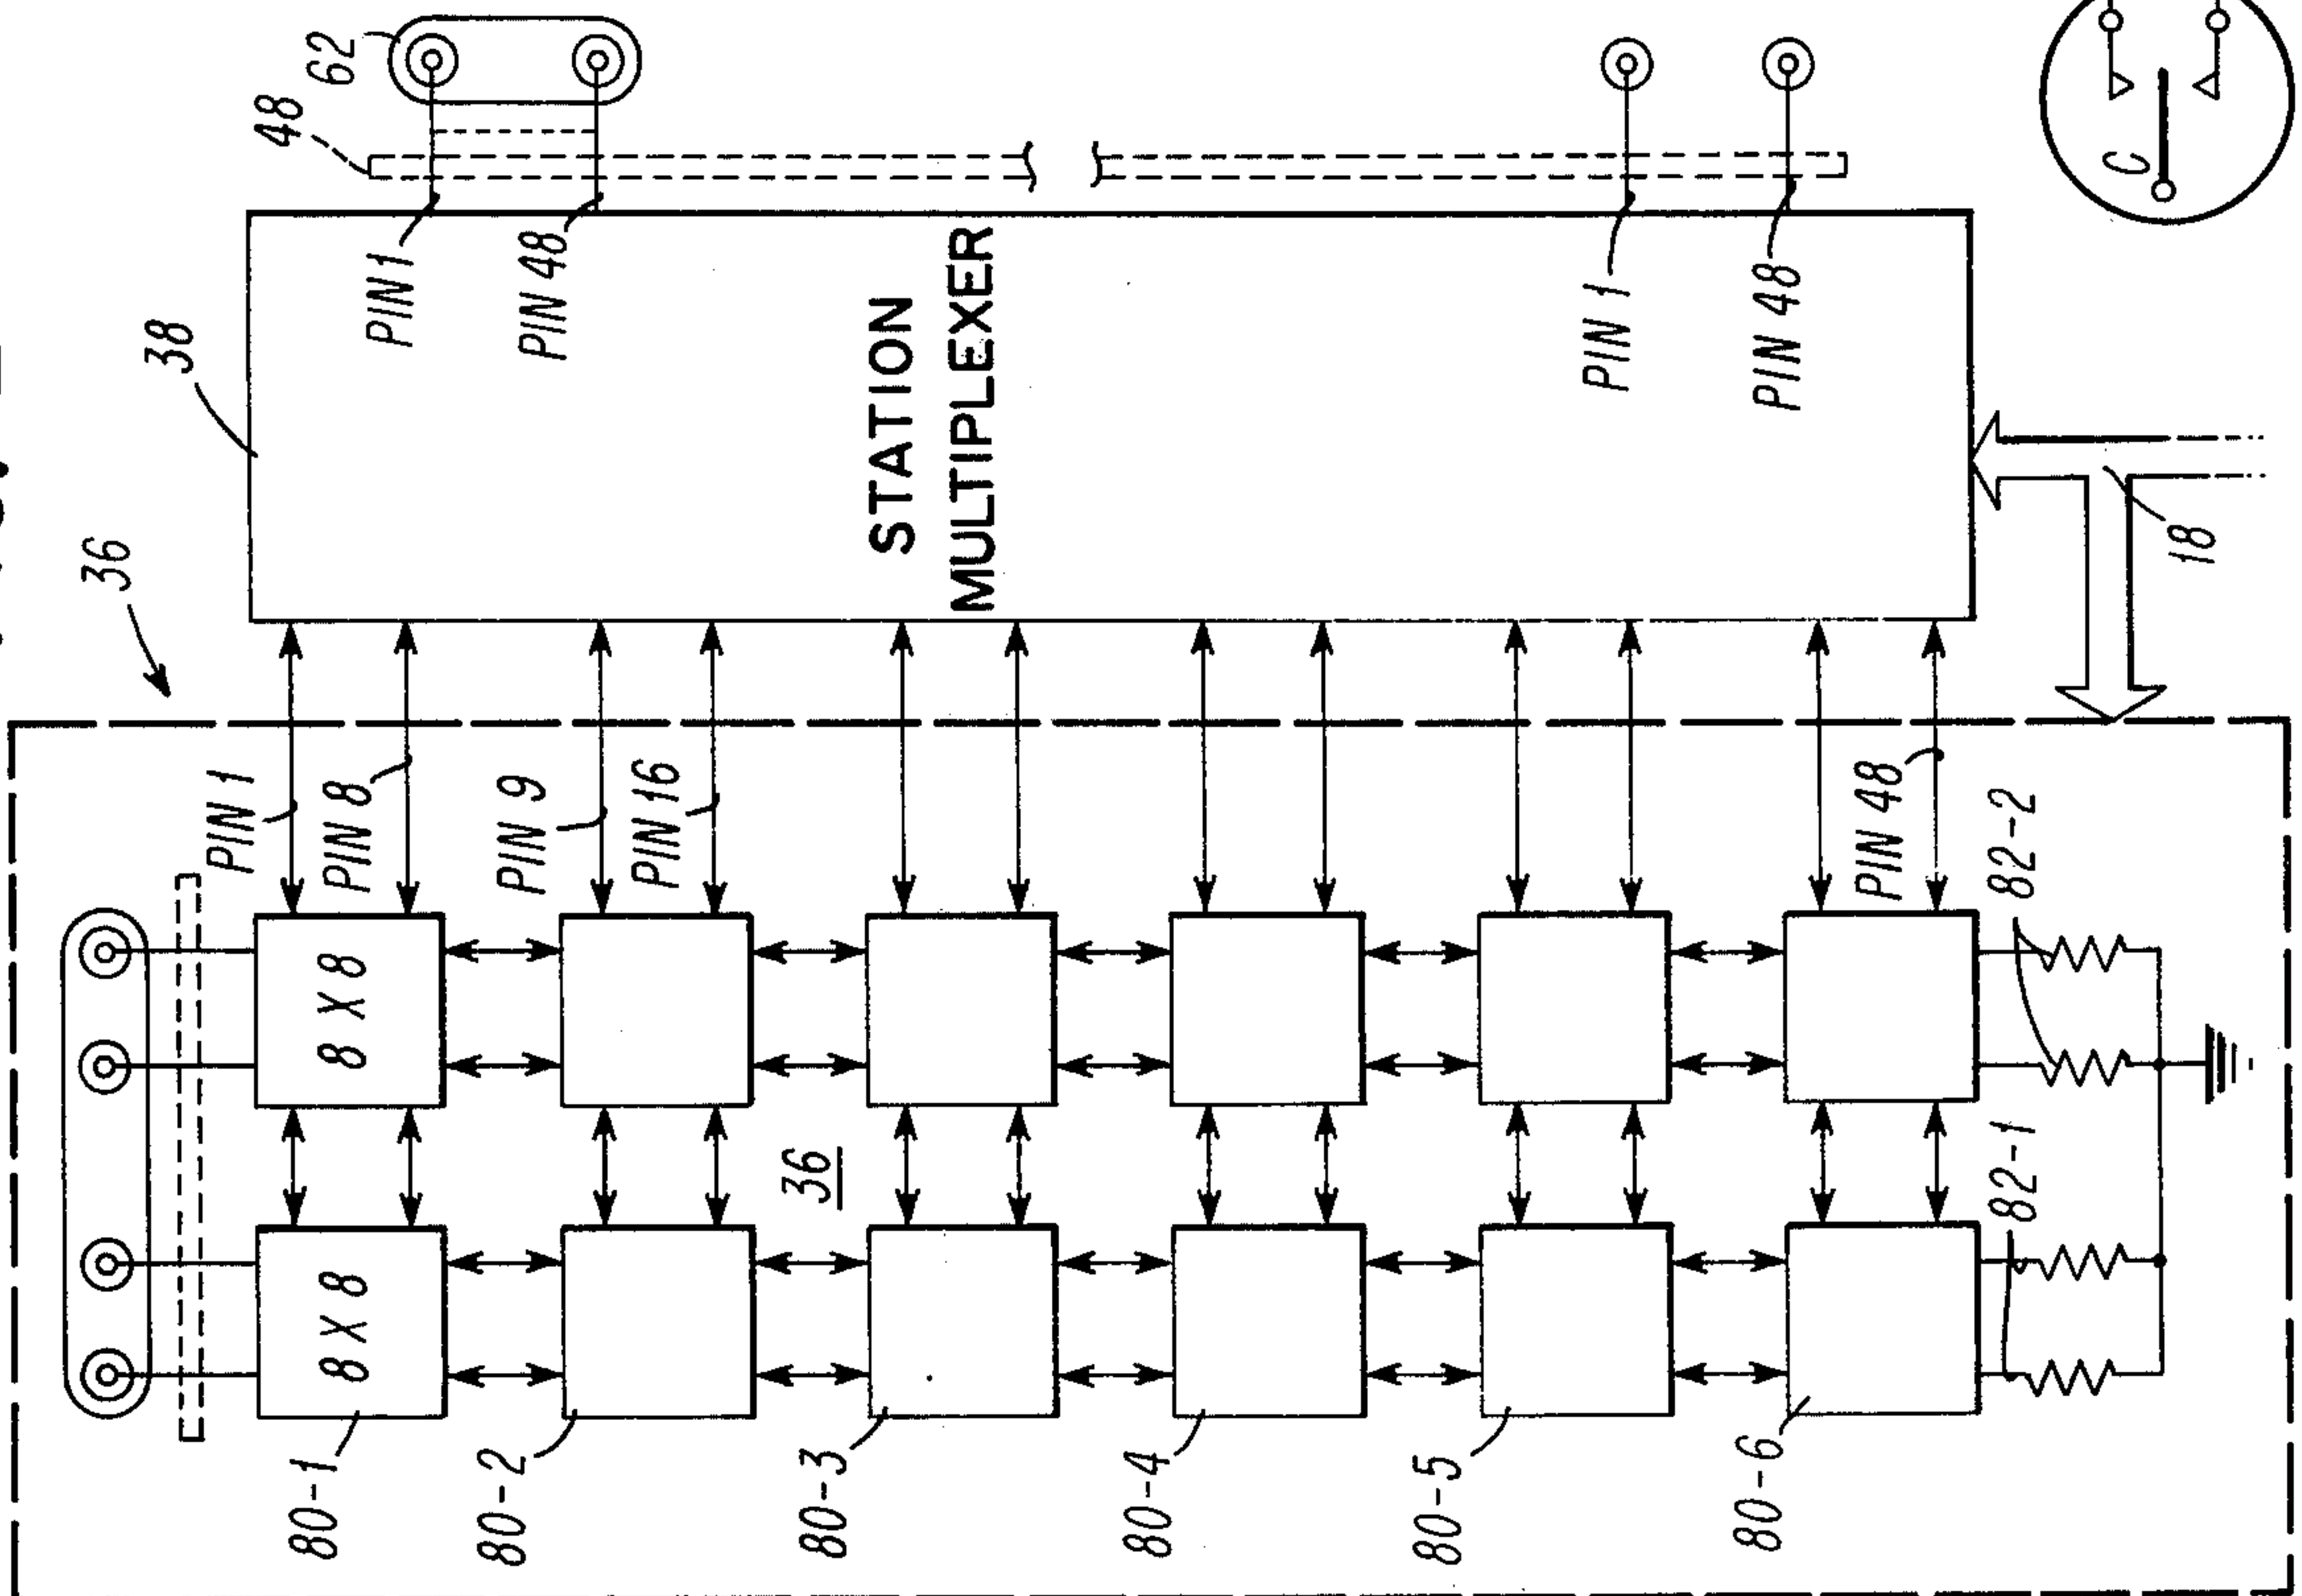 36
38
48
62
PIN 1
PIN 8
PIN 9
PIN 16
PIN 48
PIN 1
PIN 48
PIN 1
PIN 48
STATION
MULTIPLEXER
8 X 8
8 X 8
36
80-1
80-2
80-3
80-4
80-5
80-6
82-1
82-2
18
C